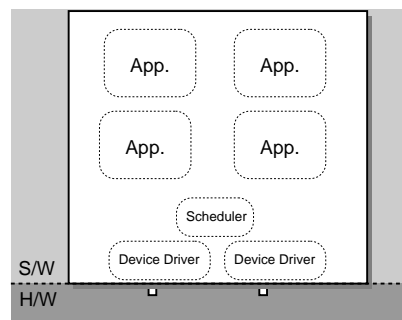 App. App.
App. App.
Scheduler
Device Driver Device Driver
S/W
H/W